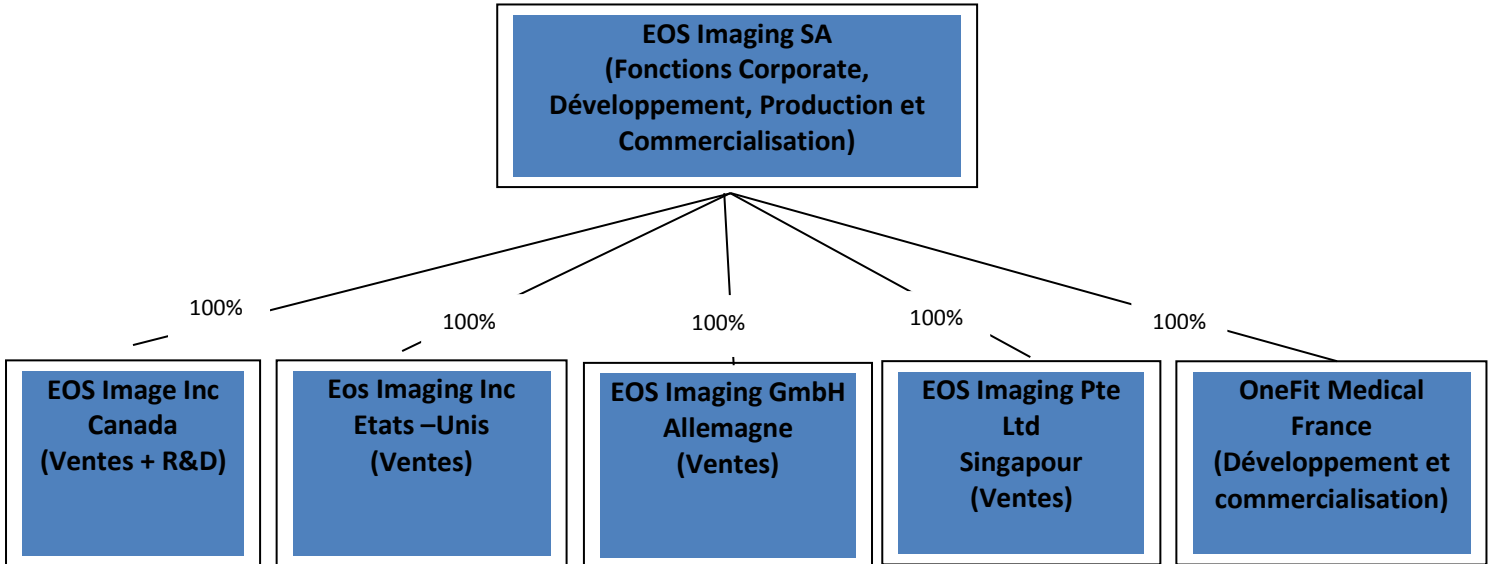 EOS Imaging SA
(Fonctions Corporate,
Développement, Production et
Commercialisation)
100%
100%
100%
100%
100%
EOS Image Inc
Canada
(Ventes + R&D)
Eos Imaging Inc
Etats –Unis
(Ventes)
EOS Imaging GmbH
Allemagne
(Ventes)
EOS Imaging Pte
Ltd
Singapour
(Ventes)
OneFit Medical
France
(Développement et
commercialisation)